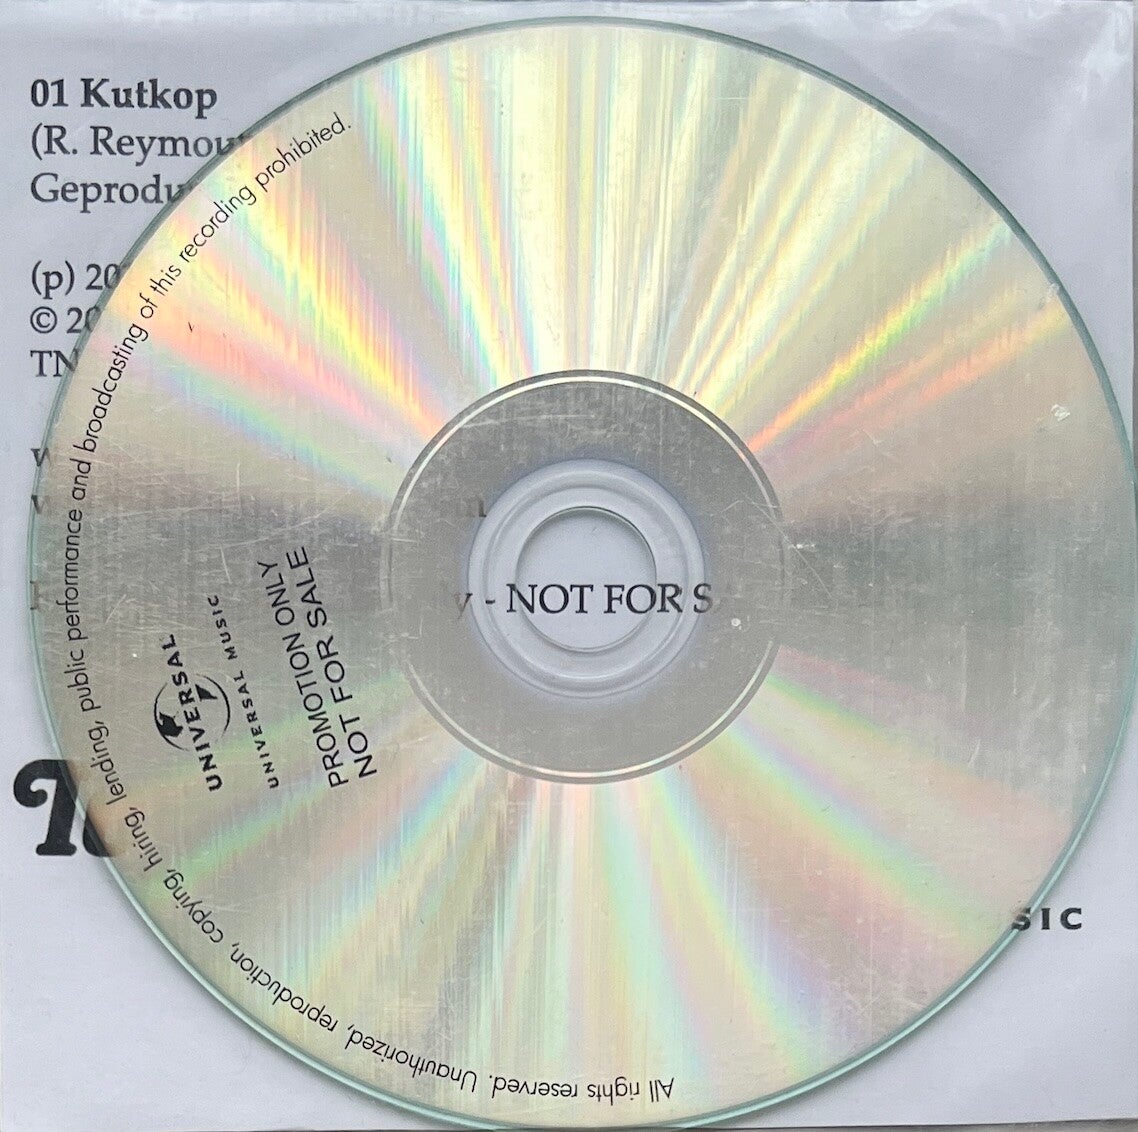 01 Kutkop
(R. Reymou
Geprodu
(p) 20
© 20
TN
- NOT FOR S
SIC
All rights reserved. Unauthorized, reproduction, copying, hiring, lending, public performance and broadcasting of this recording prohibited.
UNIVERSAL
UNIVERSAL MUSIC
PROMOTION ONLY
NOT FOR SALE